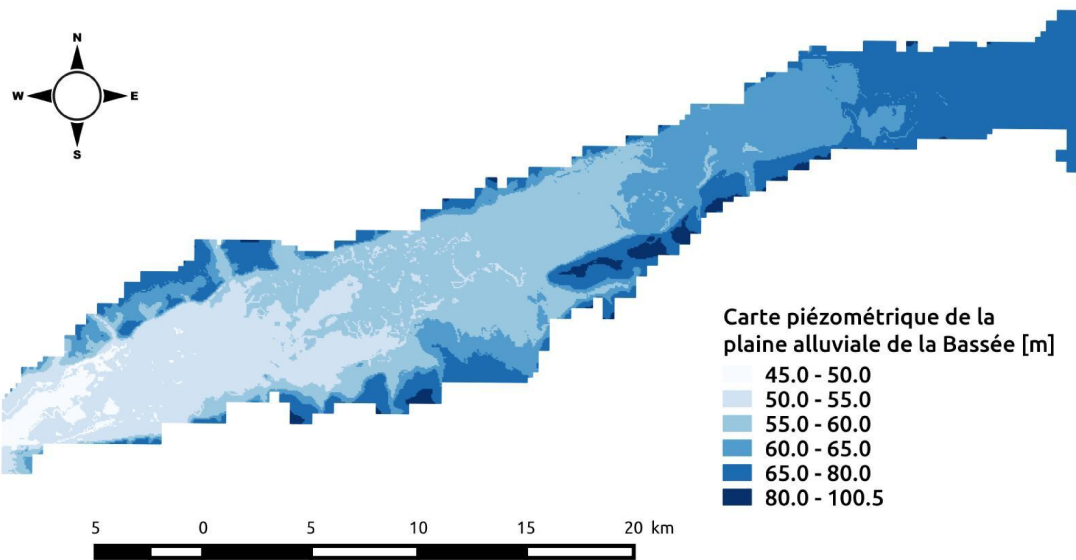 N
W E
S
Carte piézométrique de la
plaine alluviale de la Bassée [m]
45.0 - 50.0
50.0 - 55.0
55.0 - 60.0
60.0 - 65.0
65.0 - 80.0
80.0 - 100.5
5 0 5 10 15 20 km